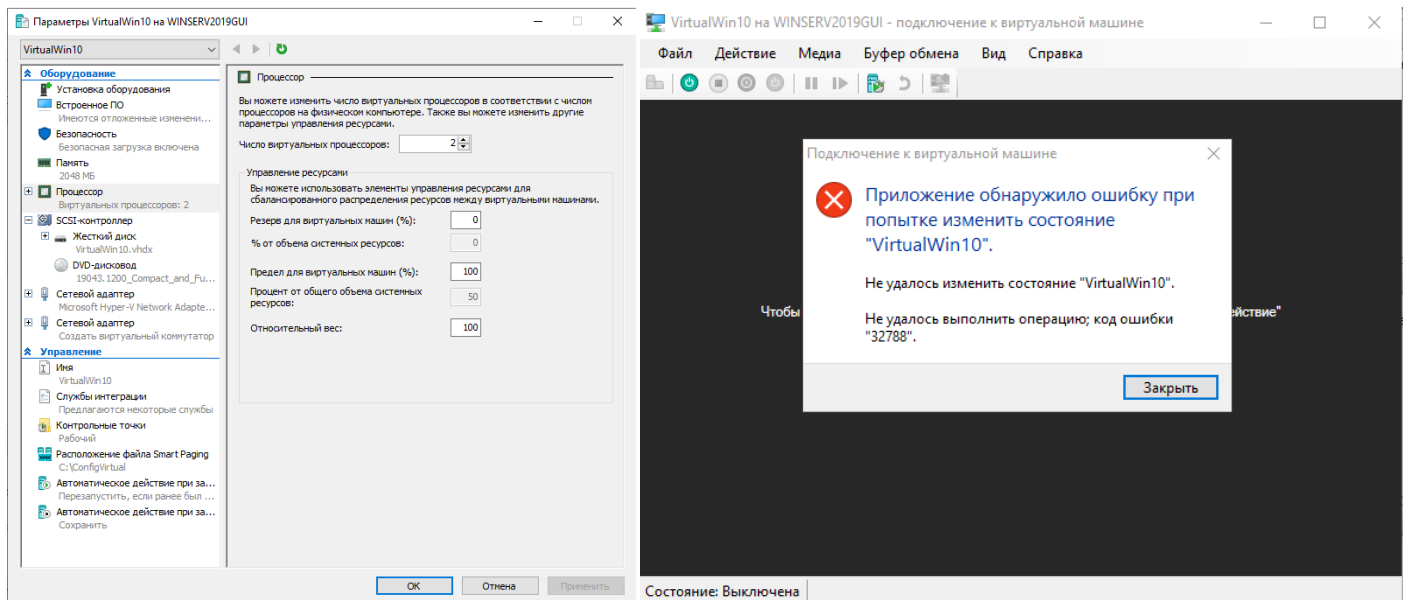 Параметры VirtualWin10 на WINSERV2019GUI
VirtualWin10
Оборудование
Установка оборудования
Встроенное ПО
Имеются отложенные изменени...
Безопасность
Безопасная загрузка включена
Память
2048 МБ
Процессор
Виртуальных процессоров: 2
SCSI-контроллер
Жесткий диск
VirtualWin10.vhdx
DVD-дисковод
19043.1200_Compact_and_Fu...
Сетевой адаптер
Microsoft Hyper-V Network Adapte...
Сетевой адаптер
Создать виртуальный коммутатор
Управление
Имя
VirtualWin10
Службы интеграции
Предлагаются некоторые службы
Контрольные точки
Рабочий
Расположение файла Smart Paging
C:\ConfigVirtual
Автоматическое действие при за...
Перезапустить, если ранее был ...
Автоматическое действие при за...
Сохранить
Процессор
Вы можете изменить число виртуальных процессоров в соответствии с числом
процессоров на физическом компьютере. Также вы можете изменить другие
параметры управления ресурсами.
Число виртуальных процессоров: 2
Управление ресурсами
Вы можете использовать элементы управления ресурсами для
сбалансированного распределения ресурсов между виртуальными машинами.
Резерв для виртуальных машин (%): 0
% от объема системных ресурсов: 0
Предел для виртуальных машин (%): 100
Процент от общего объема системных
ресурсов: 50
Относительный вес: 100
ОК Отмена Применить
VirtualWin10 на WINSERV2019GUI - подключение к виртуальной машине
Файл Действие Медиа Буфер обмена Вид Справка
Подключение к виртуальной машине
Приложение обнаружило ошибку при
попытке изменить состояние
"VirtualWin10".
Не удалось изменить состояние "VirtualWin10".
Не удалось выполнить операцию; код ошибки
"32788".
Закрыть
Чтобы
йствие"
Состояние: Выключена